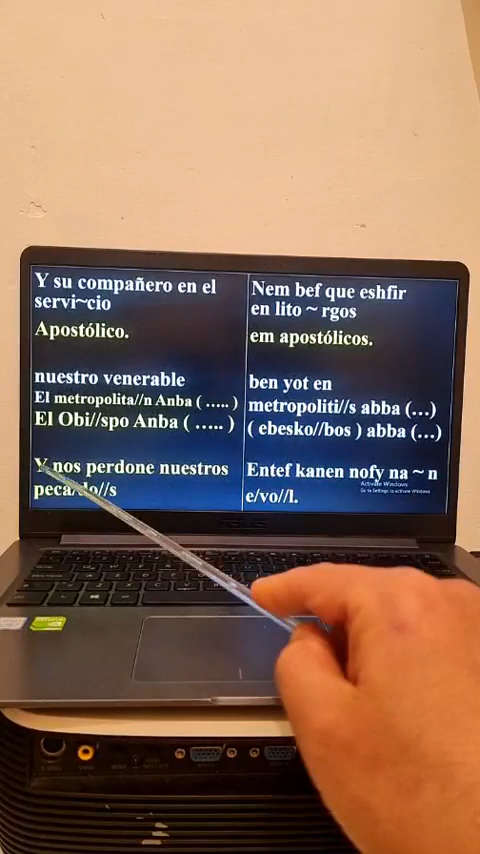 Y su compañero en el
servi~cio
Apostólico.
nuestro venerable
El metropolita//n Anba ( ..... )
El Obi//spo Anba ( ..... )
Y nos perdone nuestros
peca/do//s
Nem bef que eshfir
en lito ~ rgos
em apostólicos.
ben yot en
metropoliti//s abba (...)
( ebesko//bos ) abba (...)
Entef kanen nofy na ~ n
e/vo//l.
Activate Windows
Go to Settings to activate Windows.
ASUS